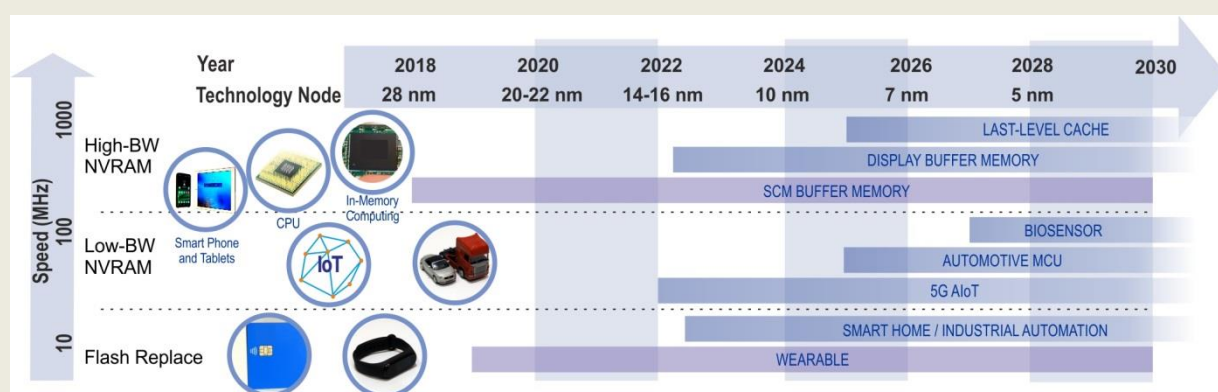 Year 2018 2020 2022 2024 2026 2028 2030
Technology Node 28 nm 20-22 nm 14-16 nm 10 nm 7 nm 5 nm
Speed (MHz)
1000
100
10
High-BW
NVRAM
Smart Phone
and Tablets
CPU
In-Memory
Computing
LAST-LEVEL CACHE
DISPLAY BUFFER MEMORY
SCM BUFFER MEMORY
Low-BW
NVRAM
IoT
BIOSENSOR
AUTOMOTIVE MCU
5G AIoT
Flash Replace
SMART HOME / INDUSTRIAL AUTOMATION
WEARABLE